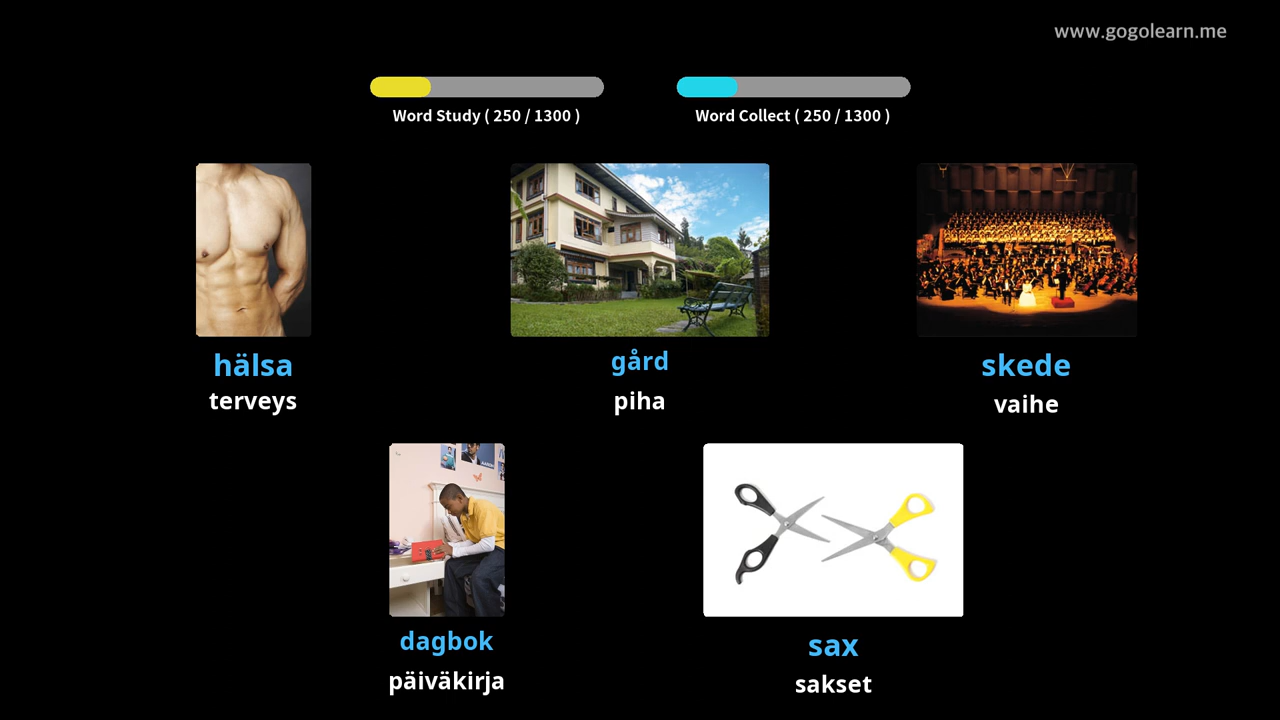 www.gogolearn.me
Word Study ( 250 / 1300 )
Word Collect ( 250 / 1300 )
hälsa
terveys
gård
piha
skede
vaihe
dagbok
päiväkirja
sax
sakset